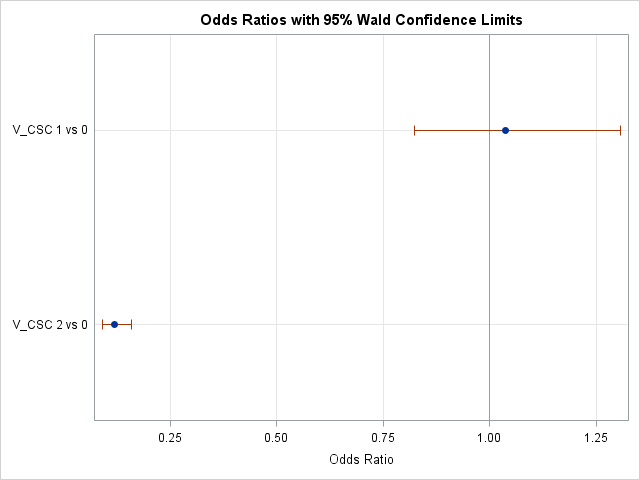 Odds Ratios with 95% Wald Confidence Limits
V_CSC 1 vs 0
V_CSC 2 vs 0
0.25 0.50 0.75 1.00 1.25
Odds Ratio